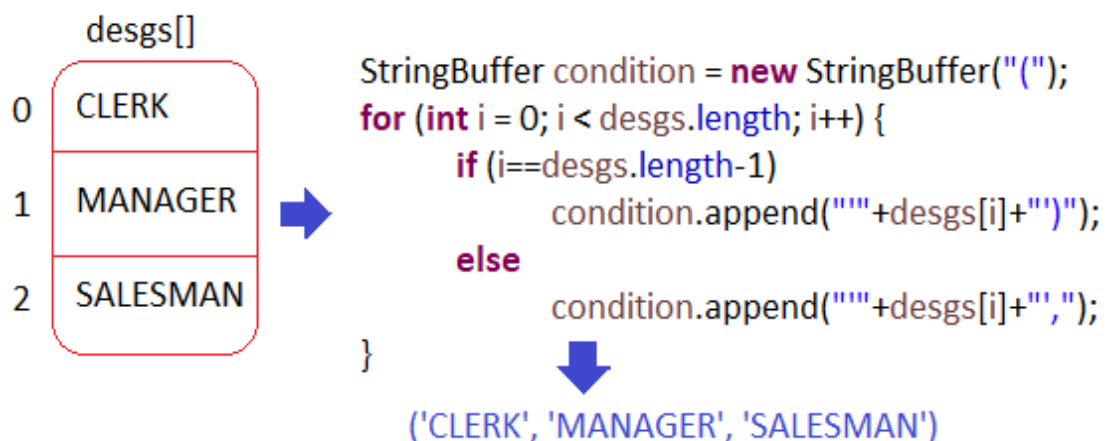 desgs[]
0 CLERK
1 MANAGER
2 SALESMAN
StringBuffer condition = new StringBuffer("(");
for (int i = 0; i < desgs.length; i++) {
if (i==desgs.length-1)
condition.append("'"+desgs[i]+"')");
else
condition.append("'"+desgs[i]+"',");
}
('CLERK', 'MANAGER', 'SALESMAN')